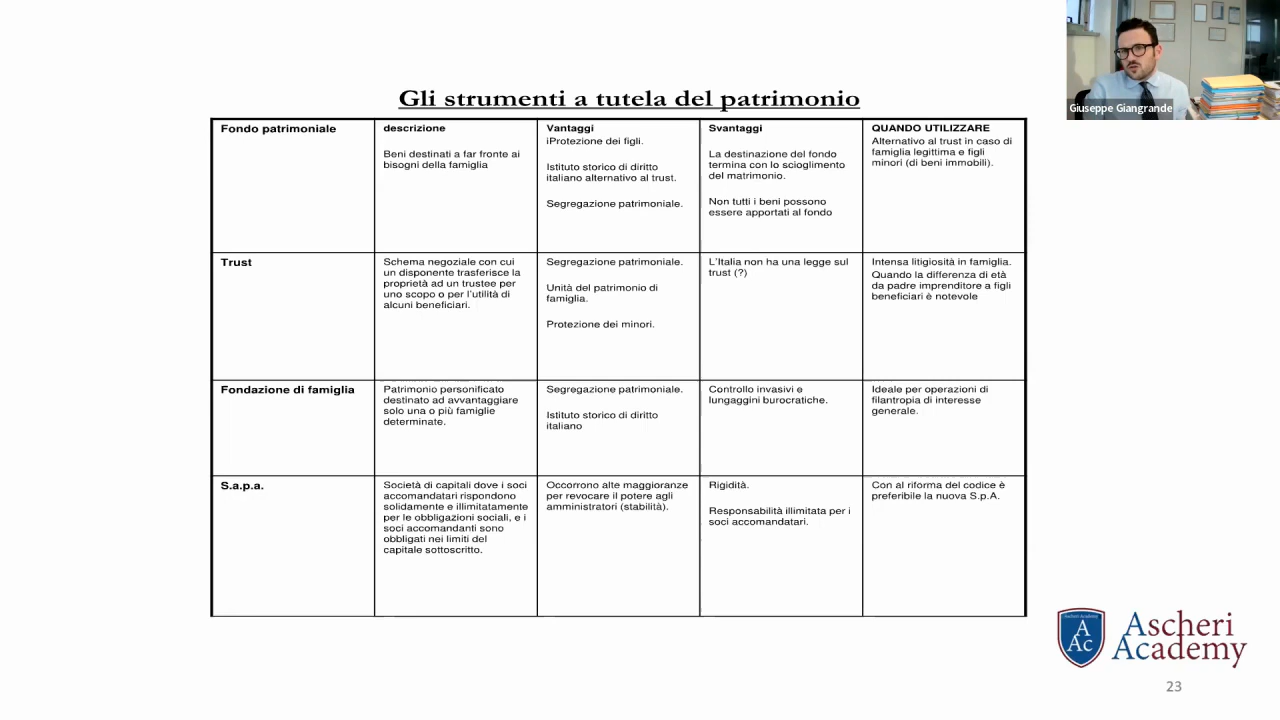 Giuseppe Giangrande
Gli strumenti a tutela del patrimonio
Fondo patrimoniale
descrizione
Beni destinati a far fronte ai
bisogni della famiglia
Vantaggi
iProtezione dei figli.
Istituto storico di diritto
italiano alternativo al trust.
Segregazione patrimoniale.
Svantaggi
La destinazione del fondo
termina con lo scioglimento
del matrimonio.
Non tutti i beni possono
essere apportati al fondo
QUANDO UTILIZZARE
Alternativo al trust in caso di
famiglia legittima e figli
minori (di beni immobili).
Trust
Schema negoziale con cui
un disponente trasferisce la
proprietà ad un trustee per
uno scopo o per l'utilità di
alcuni beneficiari.
Segregazione patrimoniale.
Unità del patrimonio di
famiglia.
Protezione dei minori.
L'Italia non ha una legge sul
trust (?)
Intensa litigiosità in famiglia.
Quando la differenza di età
da padre imprenditore a figli
beneficiari è notevole
Fondazione di famiglia
Patrimonio personificato
destinato ad avvantaggiare
solo una o più famiglie
determinate.
Segregazione patrimoniale.
Istituto storico di diritto
italiano
Controllo invasivi e
lungaggini burocratiche.
Ideale per operazioni di
filantropia di interesse
generale.
S.a.p.a.
Società di capitali dove i soci
accomandatari rispondono
solidamente e illimitatamente
per le obbligazioni sociali, e i
soci accomandanti sono
obbligati nei limiti del
capitale sottoscritto.
Occorrono alte maggioranze
per revocare il potere agli
amministratori (stabilità).
Rigidità.
Responsabilità illimitata per i
soci accomandatari.
Con al riforma del codice è
preferibile la nuova S.p.A.
A
Ac
Ascheri
Academy
23